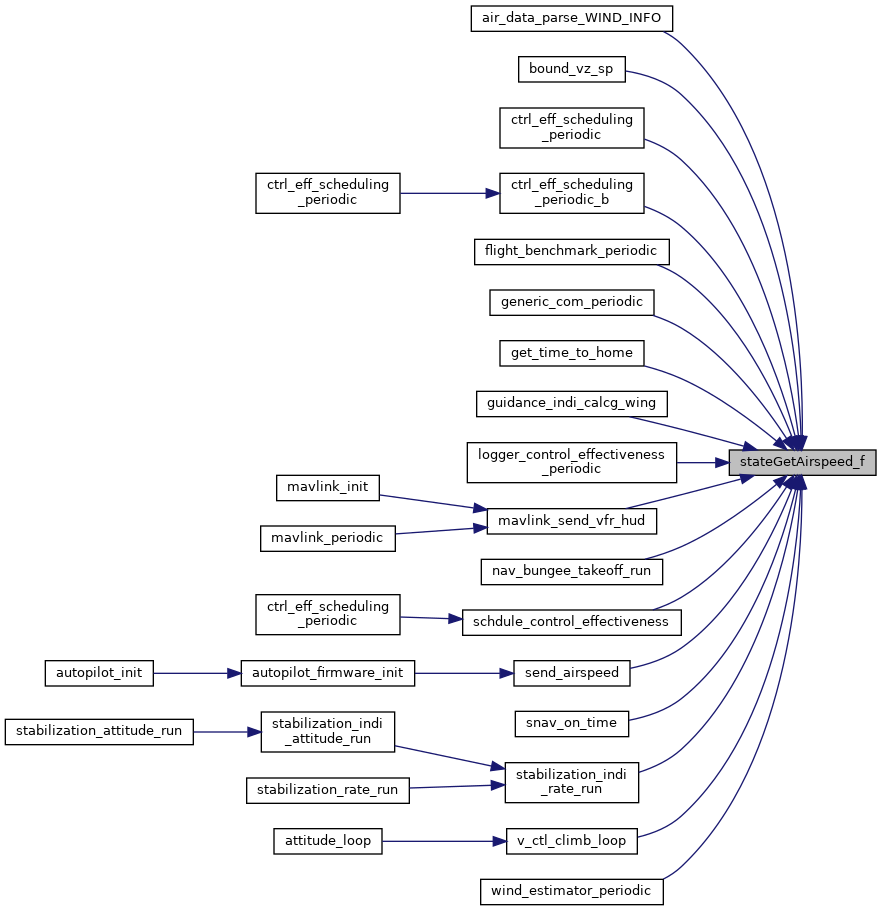 air_data_parse_WIND_INFO
bound_vz_sp
ctrl_eff_scheduling
_periodic
ctrl_eff_scheduling
_periodic
ctrl_eff_scheduling
_periodic_b
flight_benchmark_periodic
generic_com_periodic
get_time_to_home
guidance_indi_calcg_wing
logger_control_effectiveness
_periodic
stateGetAirspeed_f
mavlink_init
mavlink_send_vfr_hud
mavlink_periodic
nav_bungee_takeoff_run
ctrl_eff_scheduling
_periodic
schdule_control_effectiveness
autopilot_init
autopilot_firmware_init
send_airspeed
snav_on_time
stabilization_attitude_run
stabilization_indi
_attitude_run
stabilization_indi
_rate_run
stabilization_rate_run
attitude_loop
v_ctl_climb_loop
wind_estimator_periodic